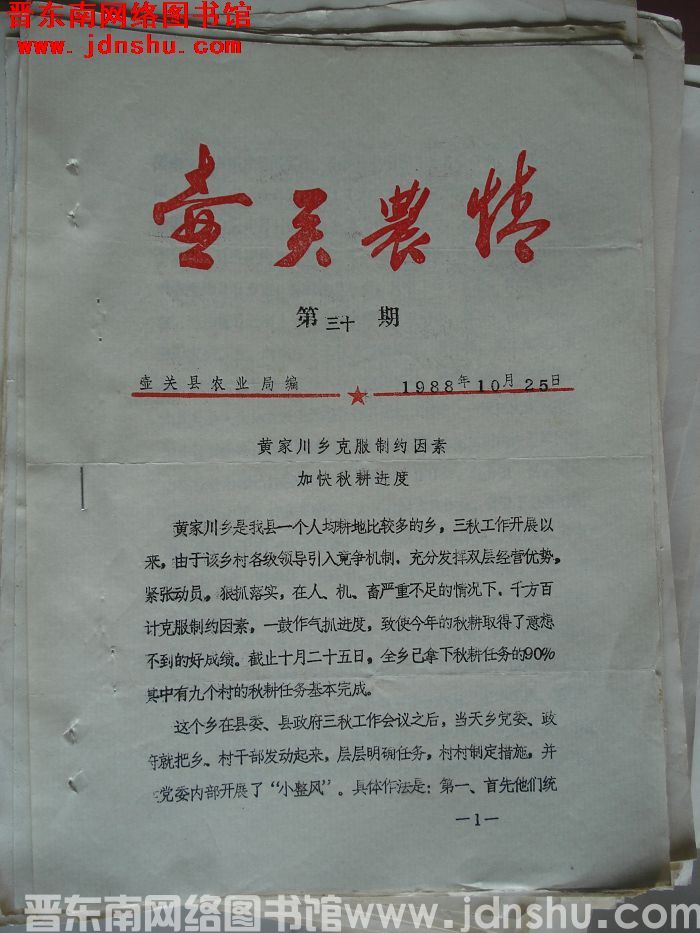 晋东南网络图书馆
www.jdnshu.com
壶关農情
第三十期
壶关县农业局编 1988年10月25日
黄家川乡克服制约因素
加快秋耕进度
黄家川乡是我县一个人均耕地比较多的乡，三秋工作开展以
来，由于该乡村各级领导引入竞争机制，充分发挥双层经营优势，
紧张动员，狠抓落实，在人、机、畜严重不足的情况下，千方百
计克服制约因素，一鼓作气抓进度，致使今年的秋耕取得了意想
不到的好成绩。截止十月二十五日，全乡已拿下秋耕任务的90%
其中有九个村的秋耕任务基本完成。
这个乡在县委、县政府三秋工作会议之后，当天乡党委、政
府就把乡、村干部发动起来，层层明确任务，村村制定措施，并
党委内部开展了“小整风”。具体作法是：第一、首先他们统
—1—
晋东南网络图书馆www.jdnshu.com